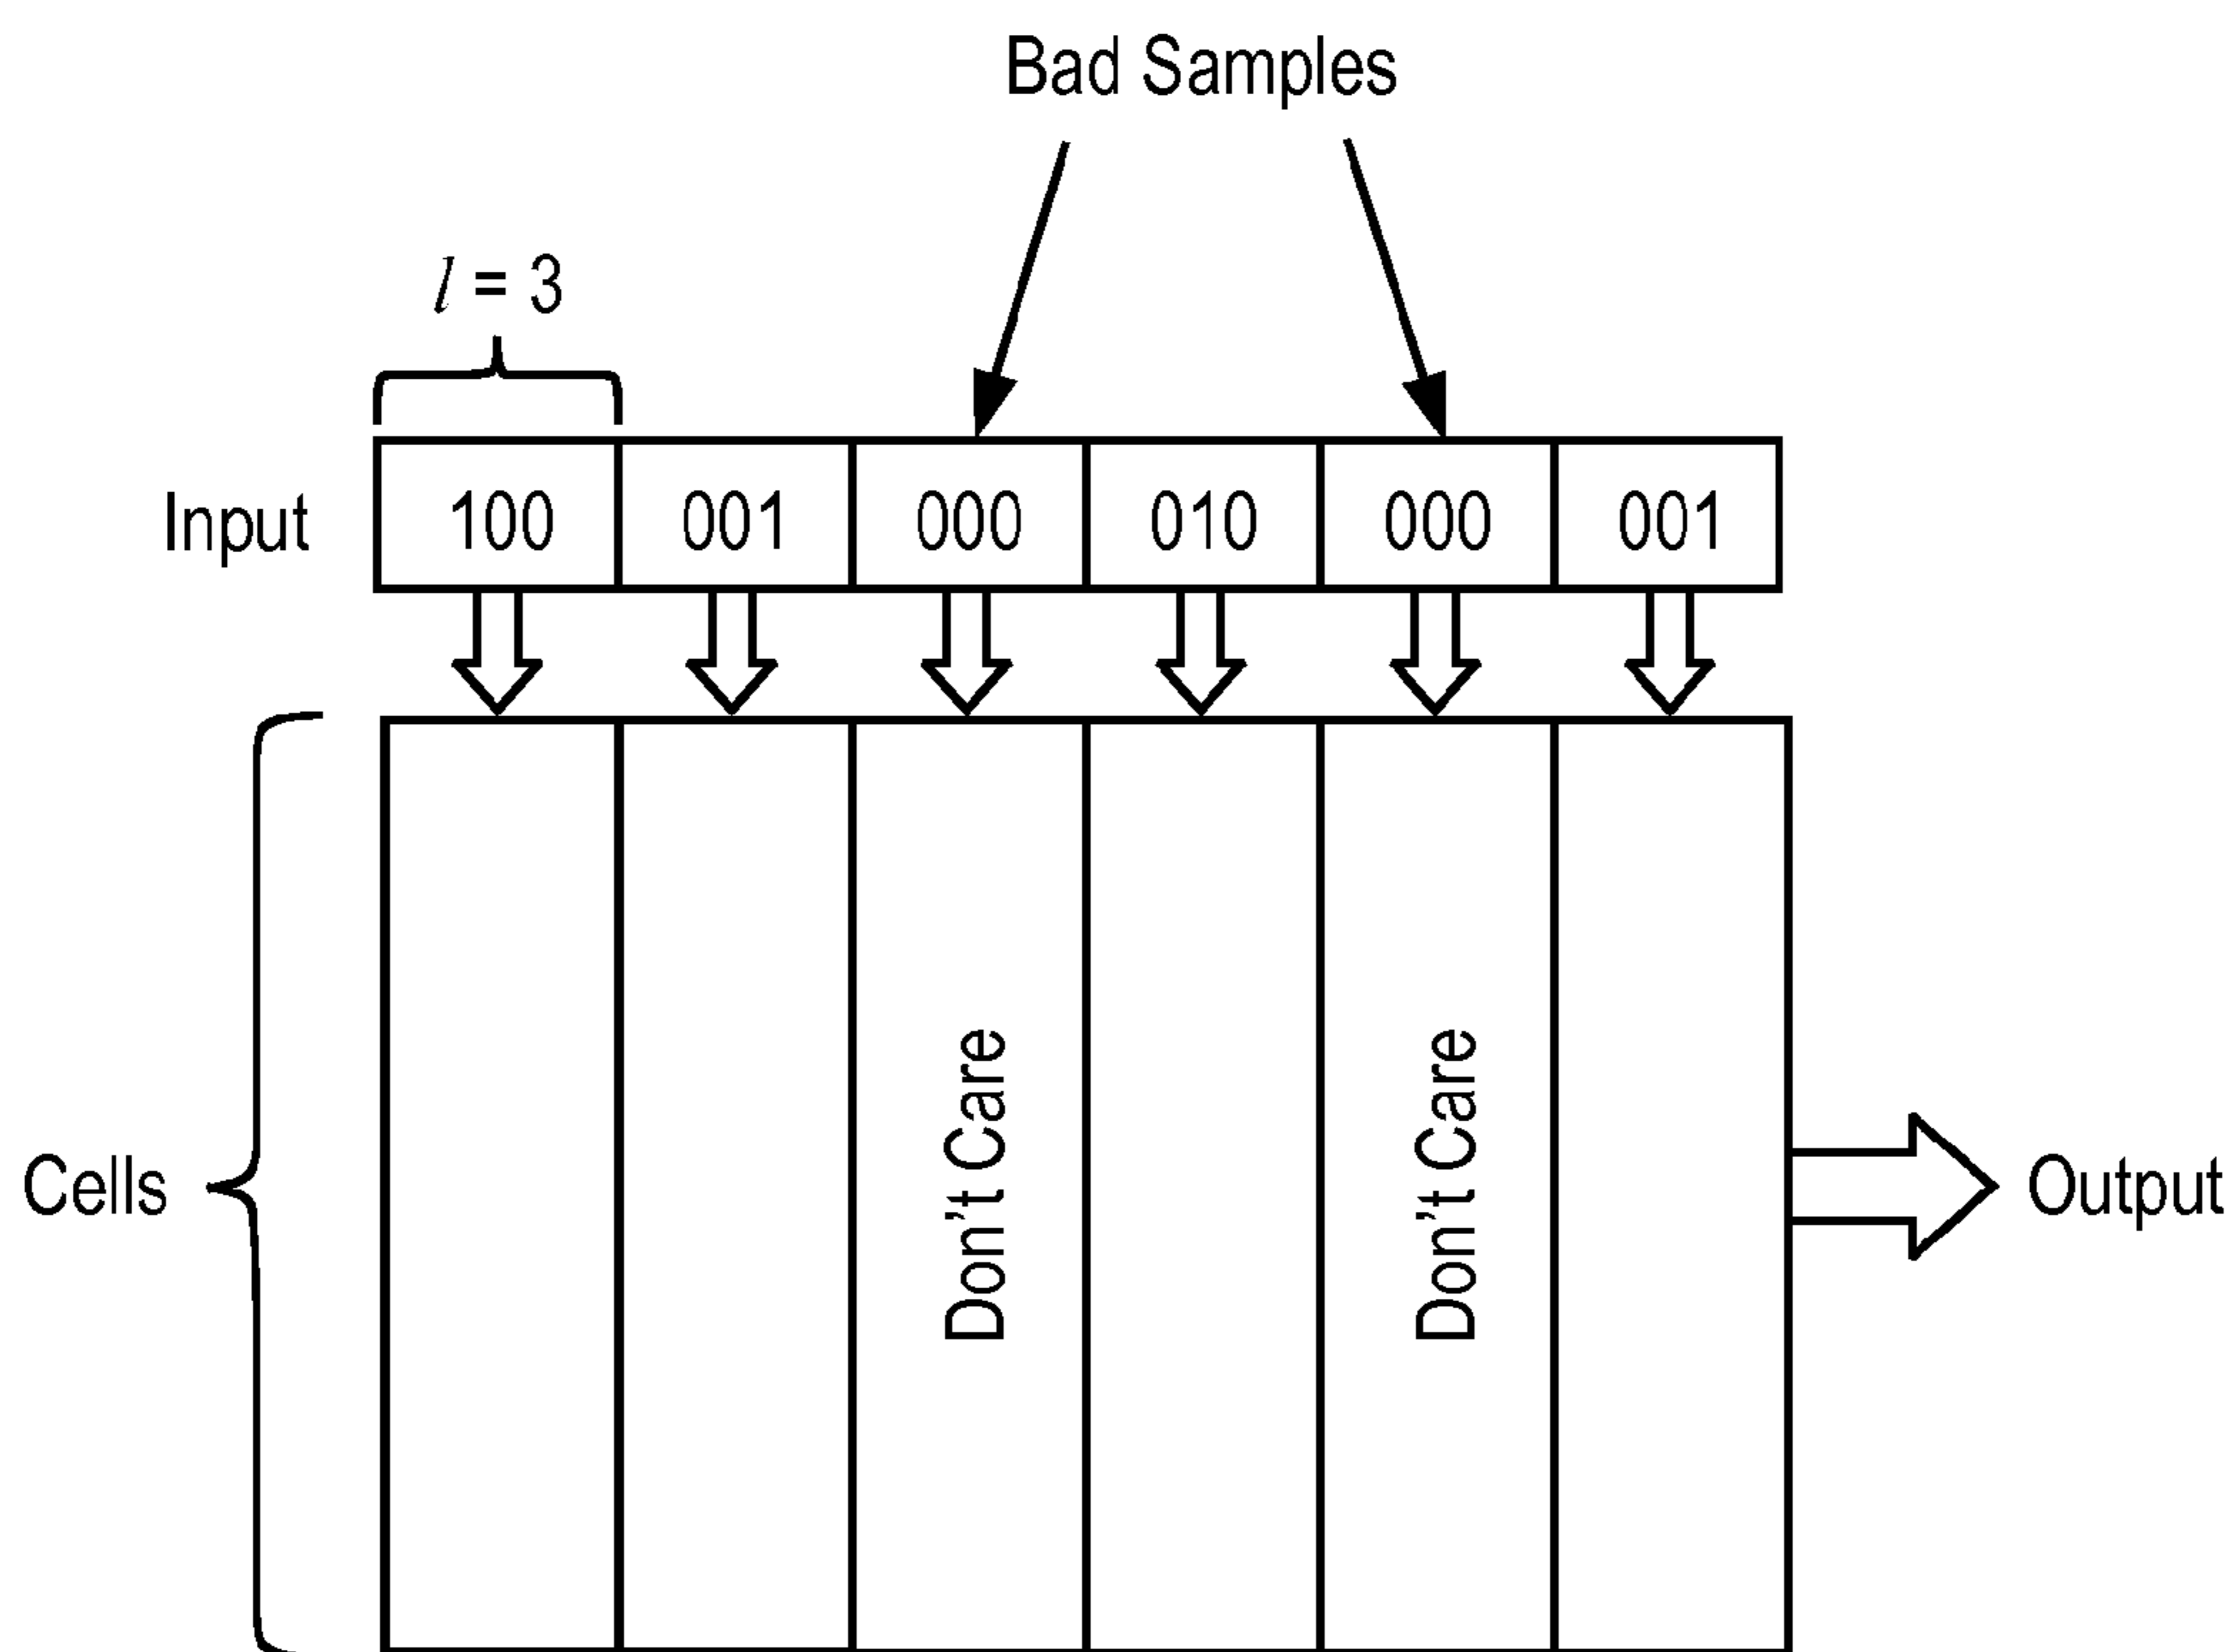 Bad Samples
l = 3
Input 100 001 000 010 000 001
Don't Care Don't Care
Cells Output